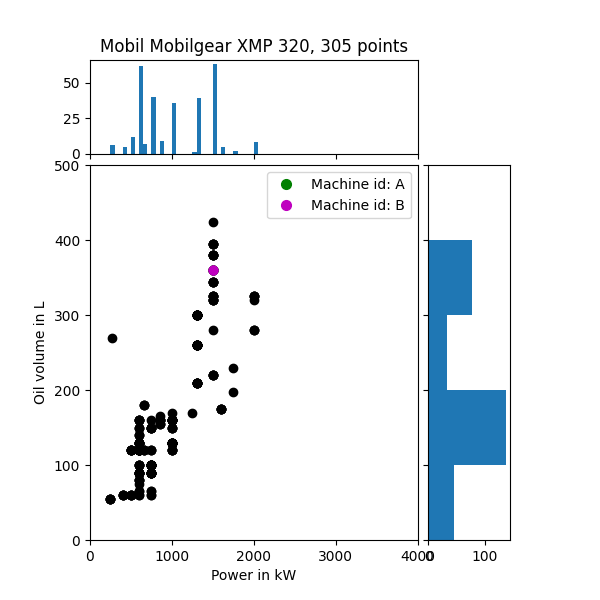 Mobil Mobilgear XMP 320, 305 points
50
25
0
500
400
300
200
100
0
Oil volume in L
Machine id: A
Machine id: B
0 1000 2000 3000 4000
Power in kW
0 100